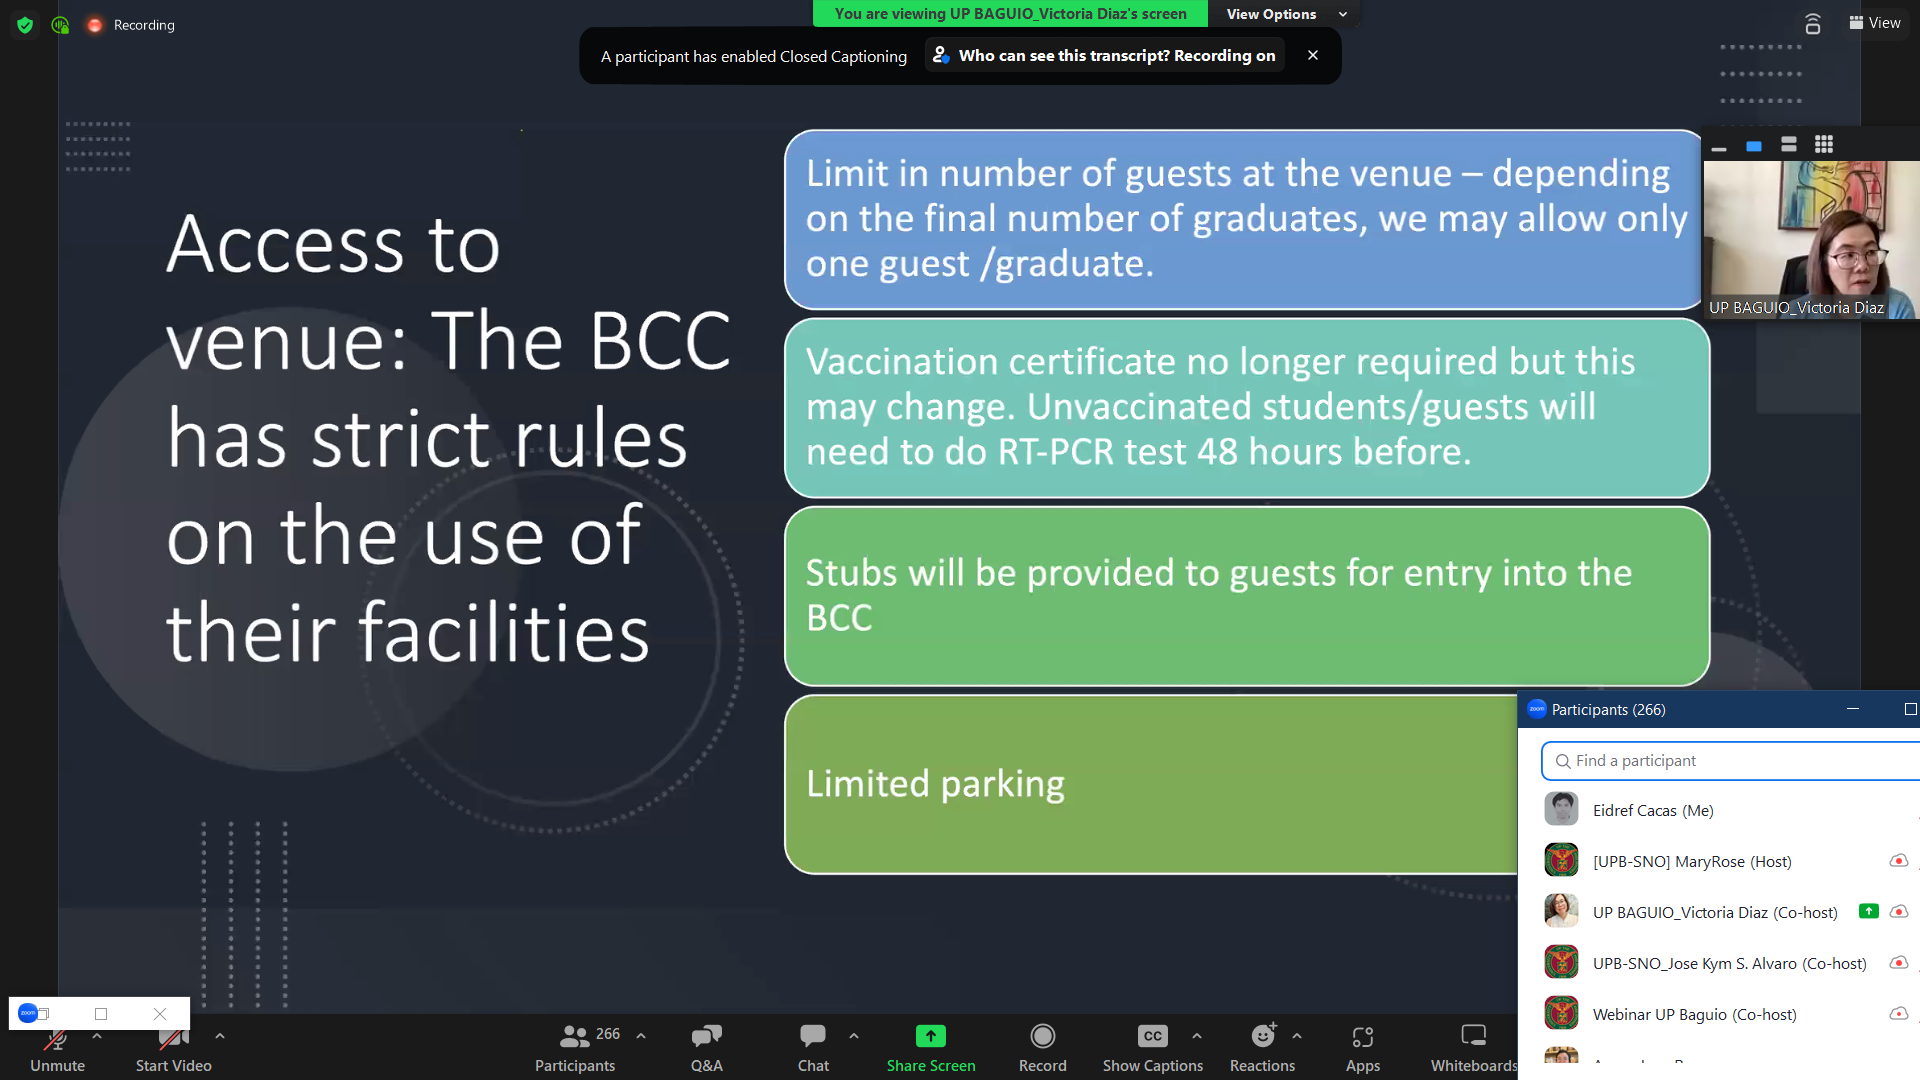 Recording
You are viewing UP BAGUIO_Victoria Diaz's screen
View Options
View
A participant has enabled Closed Captioning
Who can see this transcript? Recording on
Access to
venue: The BCC
has strict rules
on the use of
their facilities
Limit in number of guests at the venue – depending
on the final number of graduates, we may allow only
one guest /graduate.
Vaccination certificate no longer required but this
may change. Unvaccinated students/guests will
need to do RT-PCR test 48 hours before.
Stubs will be provided to guests for entry into the
BCC
Limited parking
UP BAGUIO_Victoria Diaz
zoom
Participants (266)
Find a participant
Eidref Cacas (Me)
[UPB-SNO] MaryRose (Host)
UP BAGUIO_Victoria Diaz (Co-host)
UPB-SNO_Jose Kym S. Alvaro (Co-host)
Webinar UP Baguio (Co-host)
zoom
Unmute
Start Video
266
Participants
Q&A
Chat
Share Screen
Record
CC
Show Captions
Reactions
Apps
Whiteboards